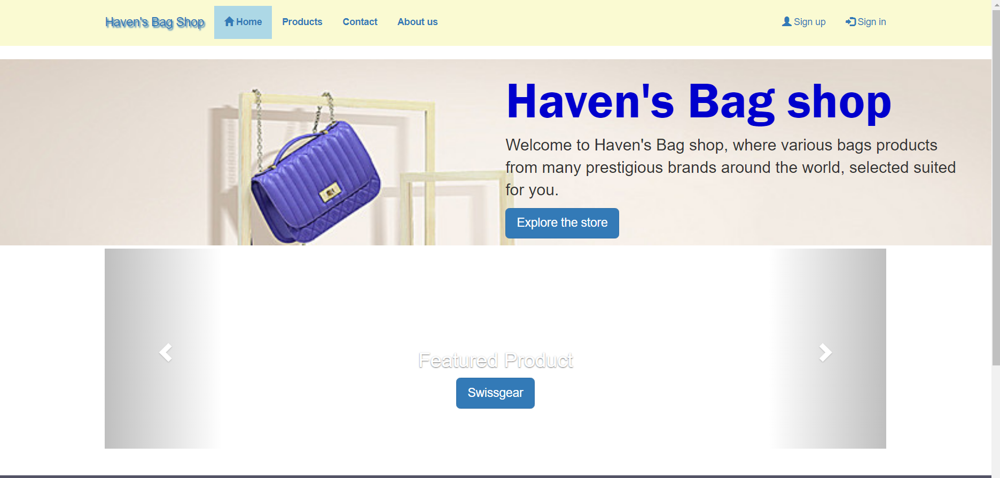 Haven's Bag Shop
Home
Products
Contact
About us
Sign up
Sign in
Haven's Bag shop
Welcome to Haven's Bag shop, where various bags products
from many prestigious brands around the world, selected suited
for you.
Explore the store
Featured Product
Swissgear